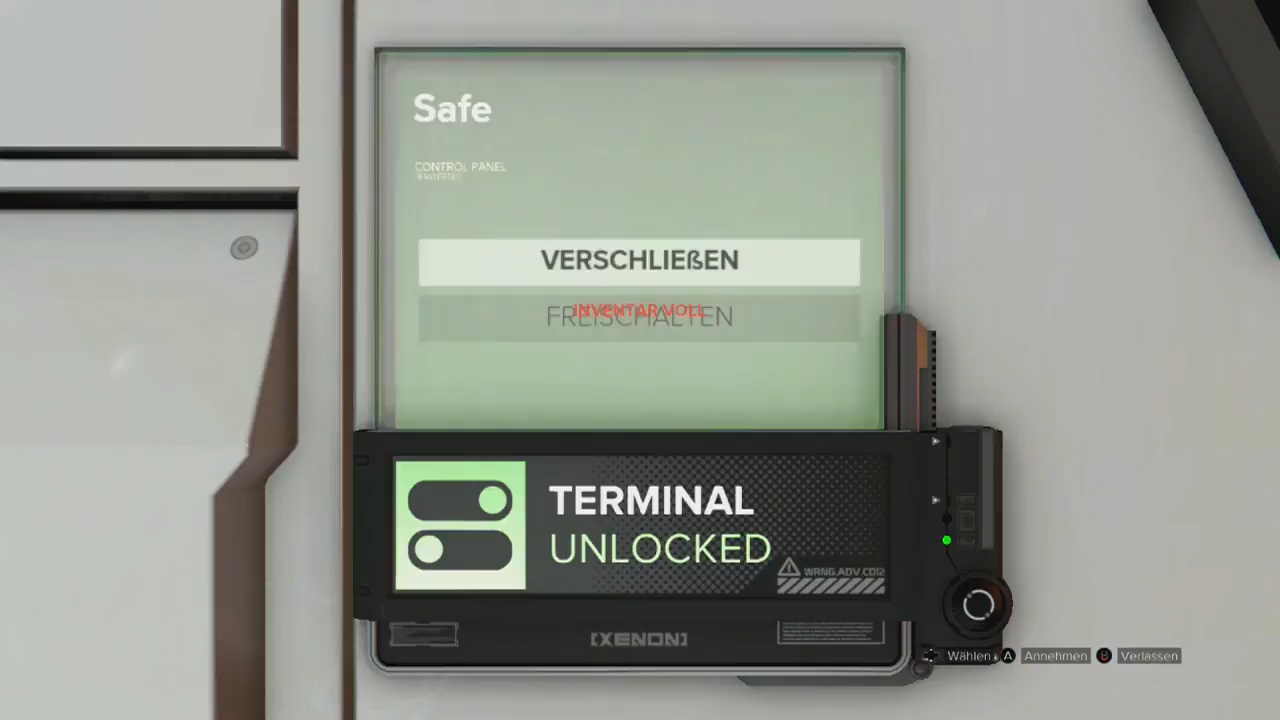 Safe
CONTROL PANEL
VERSCHLIEßEN
INVENTAR VOLL
FREISCHALTEN
TERMINAL
UNLOCKED
WRNG.ADV.CD12
[XENON]
Wählen A Annehmen B Verlassen